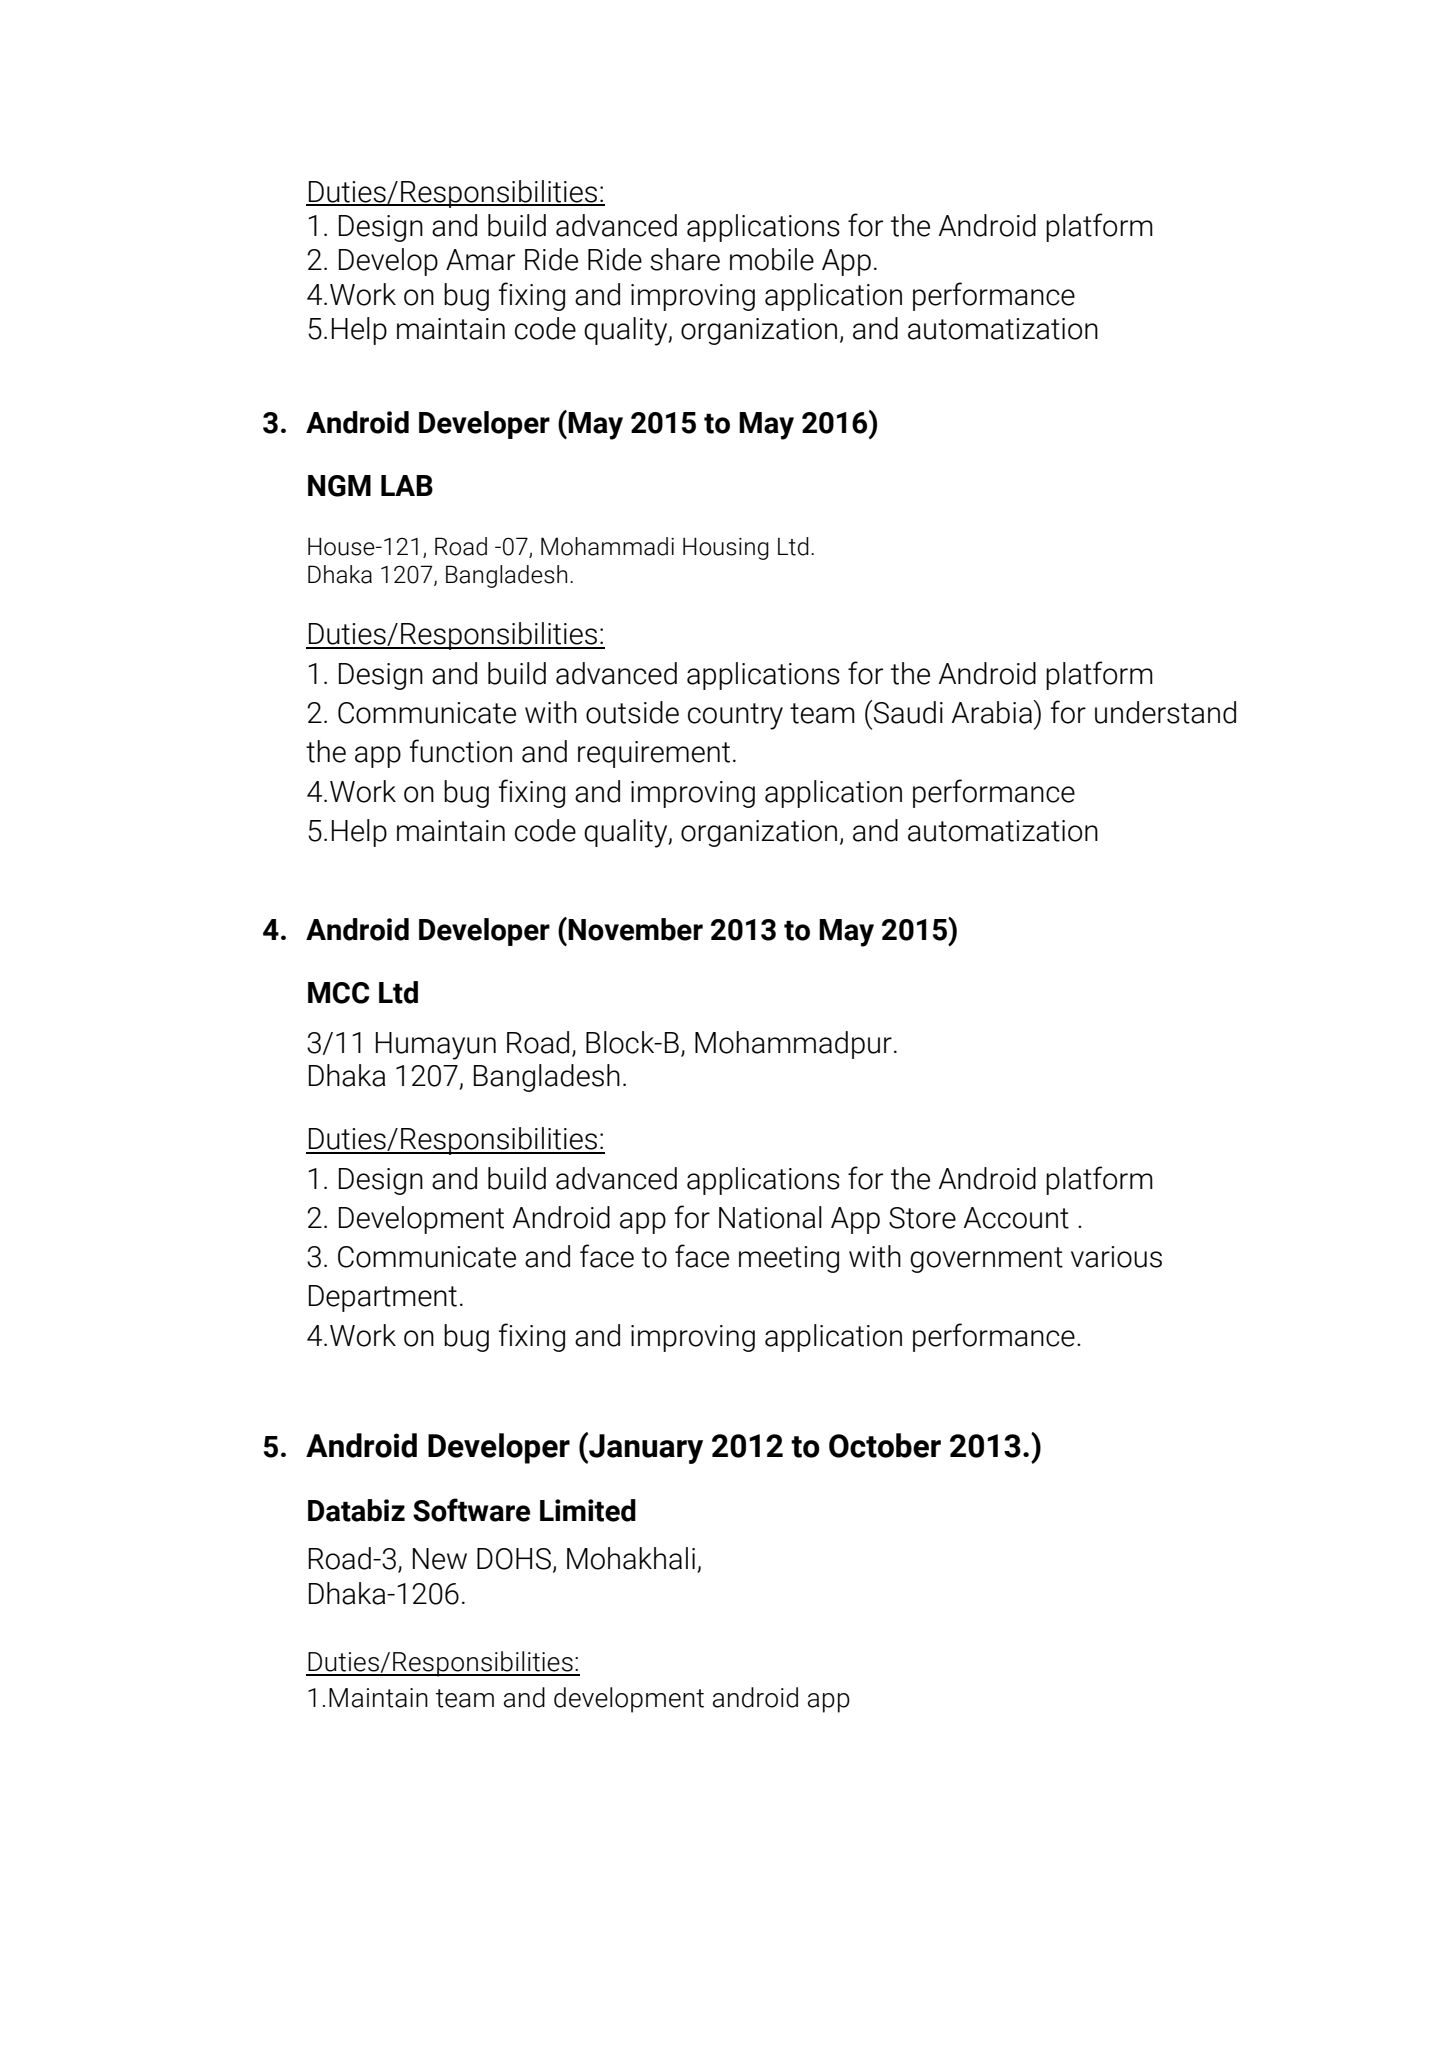 Duties/Responsibilities:
1. Design and build advanced applications for the Android platform
2. Develop Amar Ride Ride share mobile App.
4.Work on bug fixing and improving application performance
5.Help maintain code quality, organization, and automatization
3. Android Developer (May 2015 to May 2016)
NGM LAB
House-121, Road -07, Mohammadi Housing Ltd.
Dhaka 1207, Bangladesh.
Duties/Responsibilities:
1. Design and build advanced applications for the Android platform
2. Communicate with outside country team (Saudi Arabia) for understand
the app function and requirement.
4.Work on bug fixing and improving application performance
5.Help maintain code quality, organization, and automatization
4. Android Developer (November 2013 to May 2015)
MCC Ltd
3/11 Humayun Road, Block-B, Mohammadpur.
Dhaka 1207, Bangladesh.
Duties/Responsibilities:
1. Design and build advanced applications for the Android platform
2. Development Android app for National App Store Account .
3. Communicate and face to face meeting with government various
Department.
4.Work on bug fixing and improving application performance.
5. Android Developer (January 2012 to October 2013.)
Databiz Software Limited
Road-3, New DOHS, Mohakhali,
Dhaka-1206.
Duties/Responsibilities:
1.Maintain team and development android app